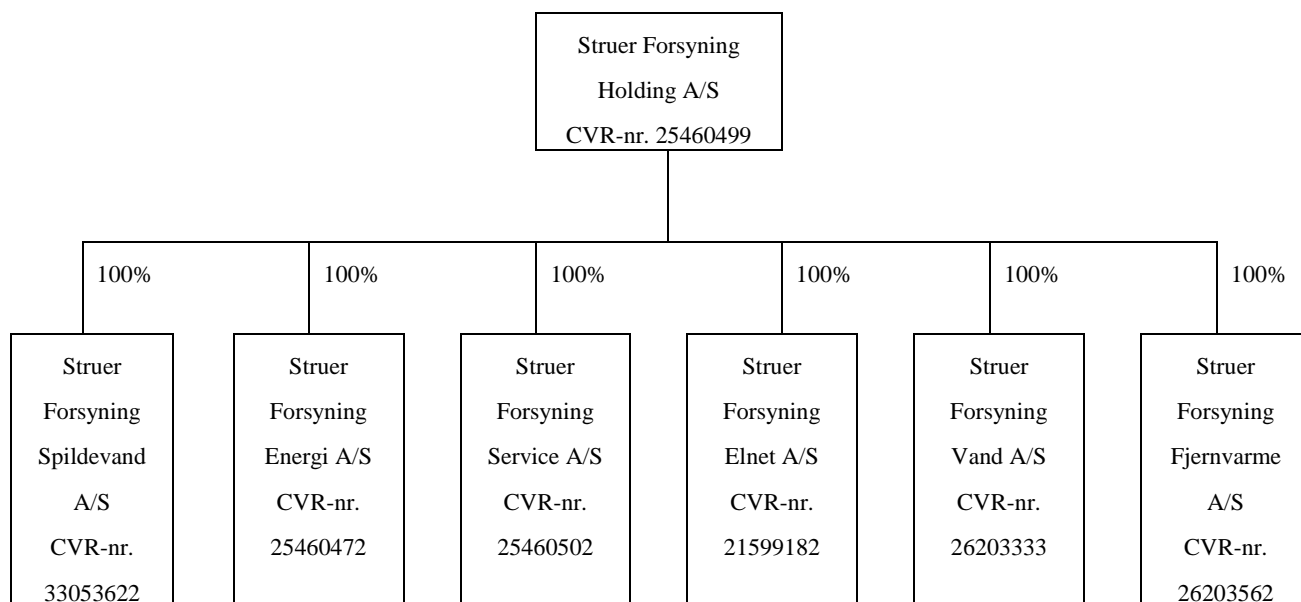 Struer Forsyning
Holding A/S
CVR-nr. 25460499
100%
100%
100%
100%
100%
100%
Struer
Forsyning
Spildevand
A/S
CVR-nr.
33053622
Struer
Forsyning
Energi A/S
CVR-nr.
25460472
Struer
Forsyning
Service A/S
CVR-nr.
25460502
Struer
Forsyning
Elnet A/S
CVR-nr.
21599182
Struer
Forsyning
Vand A/S
CVR-nr.
26203333
Struer
Forsyning
Fjernvarme
A/S
CVR-nr.
26203562